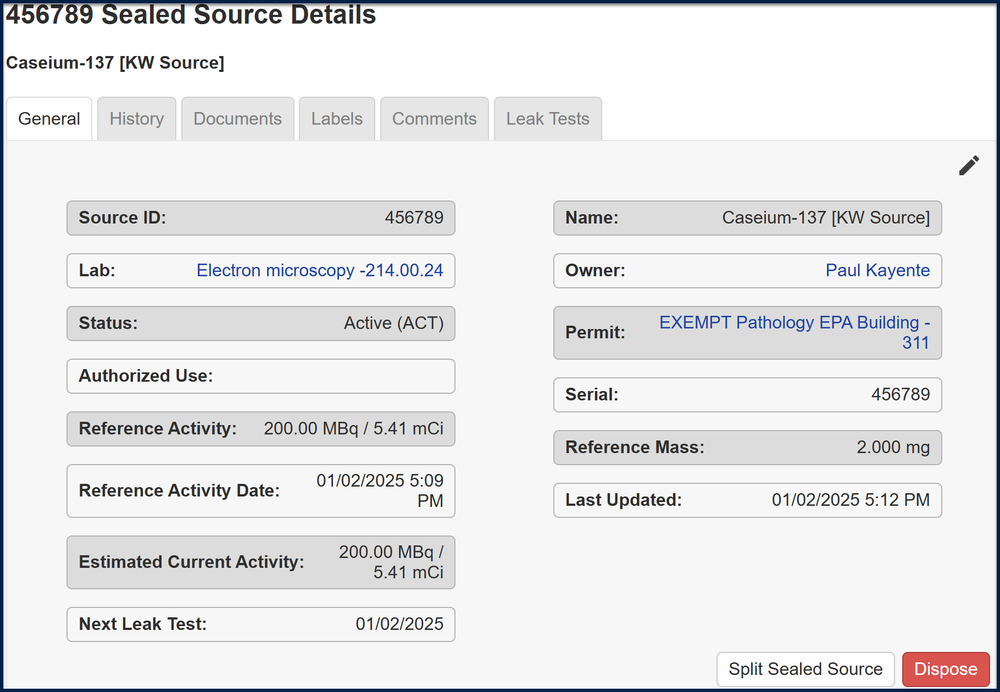 456789 Sealed Source Details
Caseium-137 [KW Source]
General
History
Documents
Labels
Comments
Leak Tests
Source ID: 456789
Lab: Electron microscopy -214.00.24
Status: Active (ACT)
Authorized Use:
Reference Activity: 200.00 MBq / 5.41 mCi
Reference Activity Date: 01/02/2025 5:09
PM
Estimated Current Activity: 200.00 MBq /
5.41 mCi
Next Leak Test: 01/02/2025
Name: Caseium-137 [KW Source]
Owner: Paul Kayente
Permit: EXEMPT Pathology EPA Building -
311
Serial: 456789
Reference Mass: 2.000 mg
Last Updated: 01/02/2025 5:12 PM
Split Sealed Source
Dispose